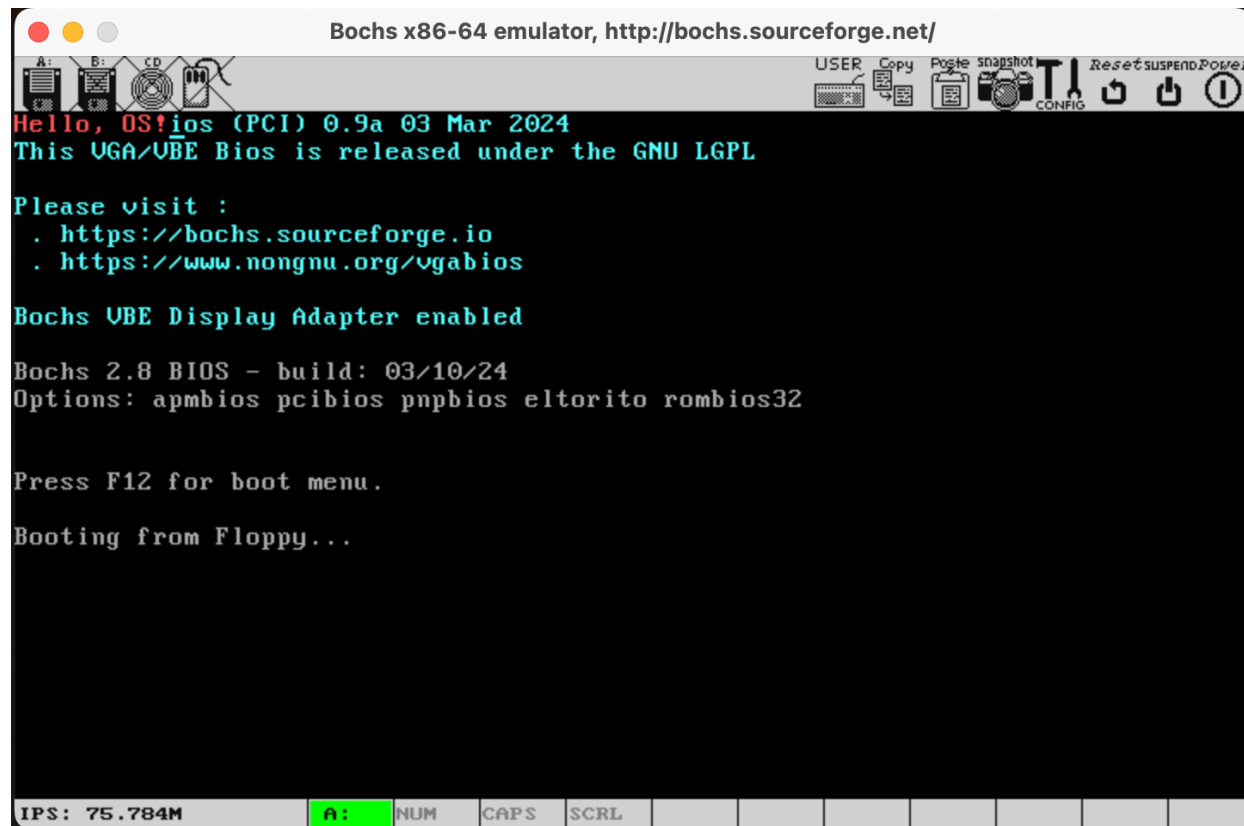 Bochs x86-64 emulator, http://bochs.sourceforge.net/
A: B: CD USER Copy Paste snapshot CONFIG Reset SUSPEND Power
Hello, OS!ios (PCI) 0.9a 03 Mar 2024
This VGA/VBE Bios is released under the GNU LGPL
Please visit :
. https://bochs.sourceforge.io
. https://www.nongnu.org/vgabios
Bochs VBE Display Adapter enabled
Bochs 2.8 BIOS - build: 03/10/24
Options: apmbios pcibios pnpbios eltorito rombios32
Press F12 for boot menu.
Booting from Floppy...
IPS: 75.784M A: NUM CAPS SCRL